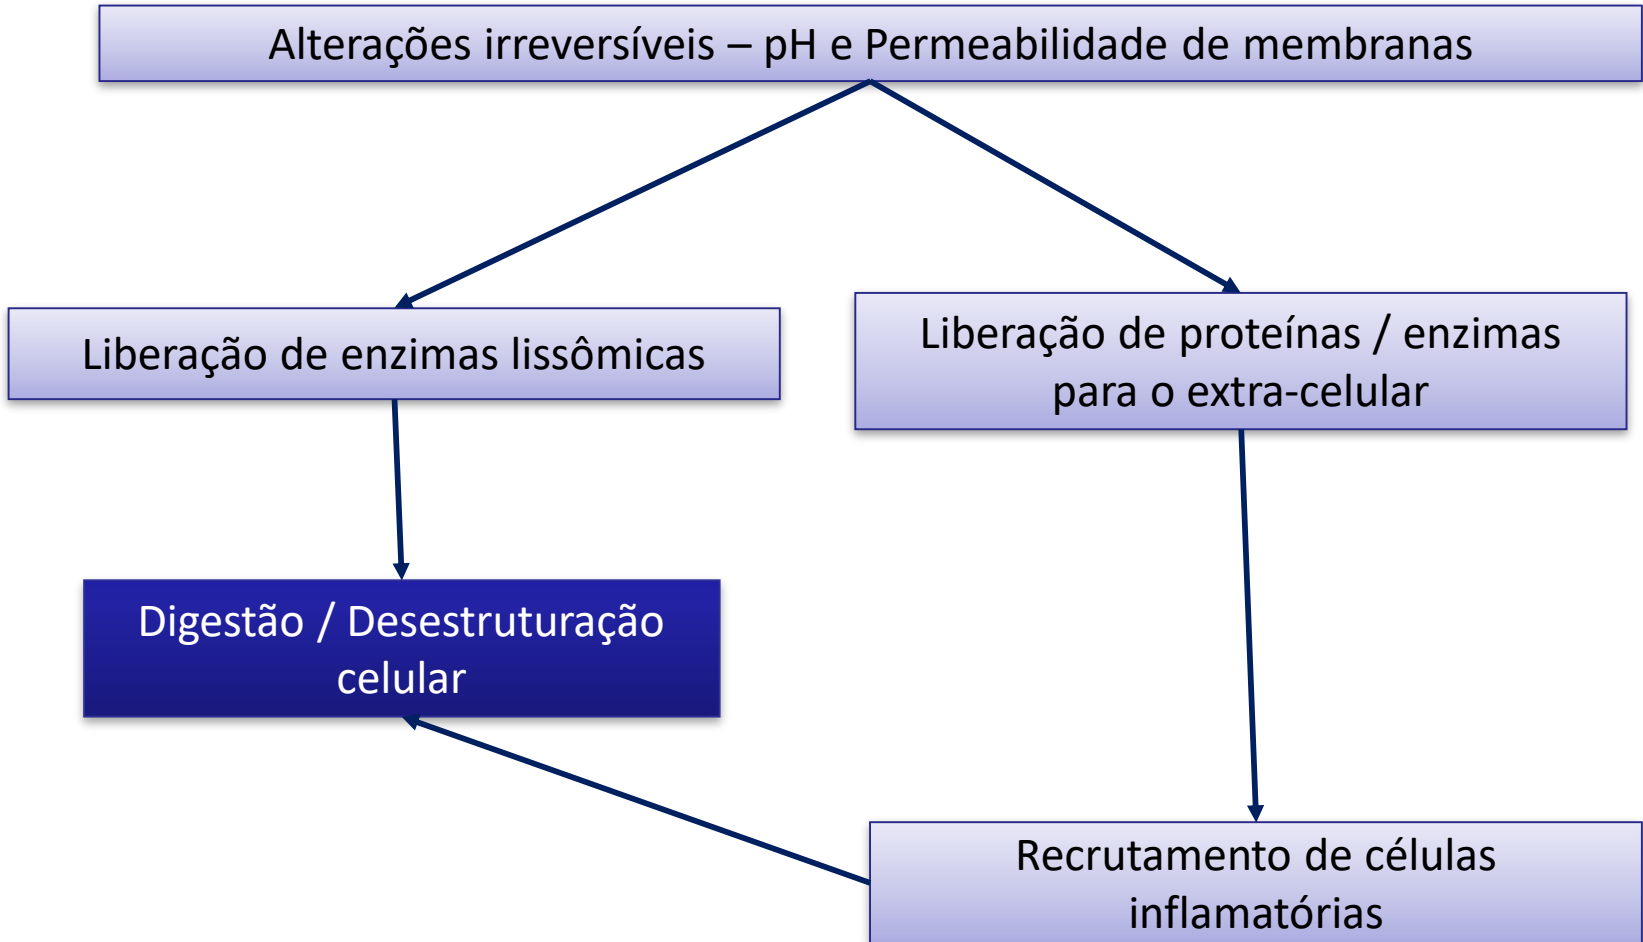 Alterações irreversíveis – pH e Permeabilidade de membranas
Liberação de enzimas lissômicas
Liberação de proteínas / enzimas
para o extra-celular
Digestão / Desestruturação
celular
Recrutamento de células
inflamatórias